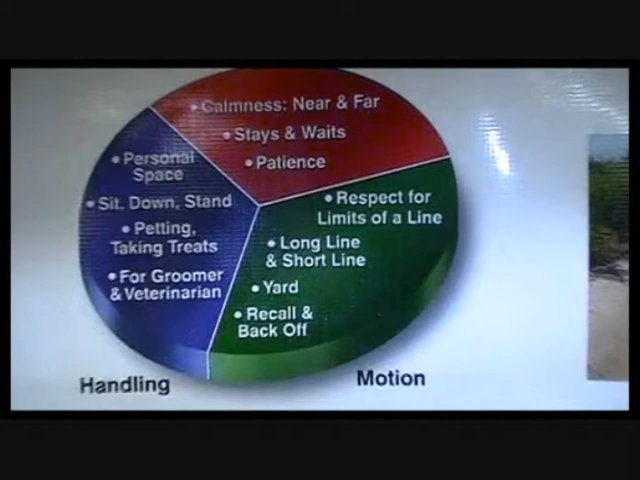 • Calmness: Near & Far
• Stays & Waits
• Patience
• Personal
Space
• Sit, Down, Stand
• Petting,
Taking Treats
• For Groomer
& Veterinarian
• Respect for
Limits of a Line
• Long Line
& Short Line
• Yard
• Recall &
Back Off
Handling
Motion